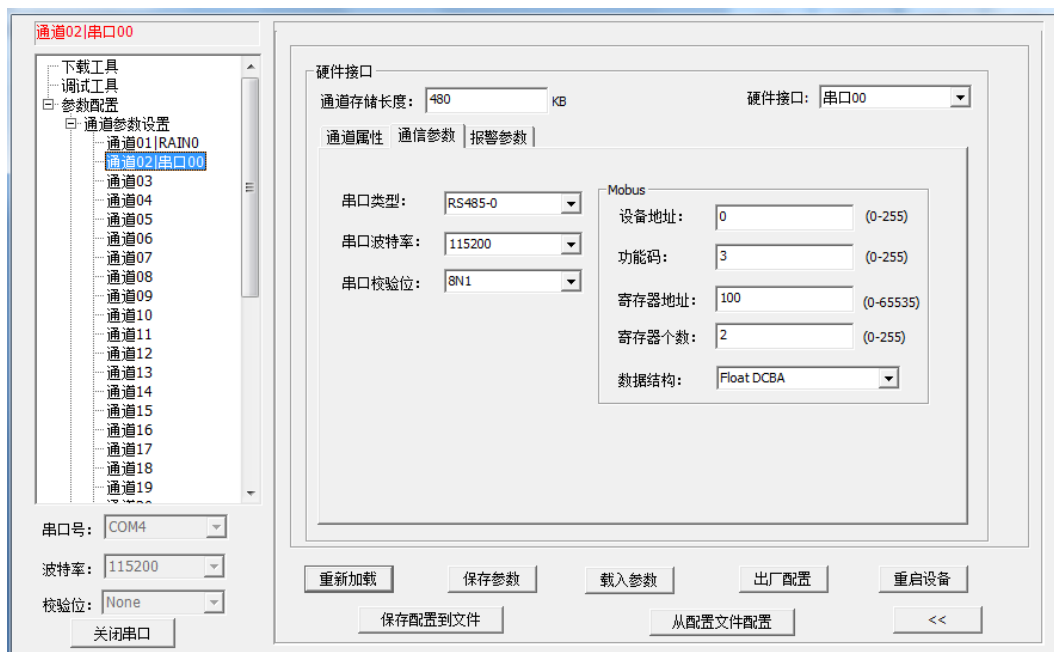 通道02|串口00
下载工具
调试工具
参数配置
通道参数设置
通道01|RAIN0
通道02|串口00
通道03
通道04
通道05
通道06
通道07
通道08
通道09
通道10
通道11
通道12
通道13
通道14
通道15
通道16
通道17
通道18
通道19
串口号： COM4
波特率： 115200
校验位： None
关闭串口
硬件接口
通道存储长度： 480 KB 硬件接口： 串口00
通道属性 通信参数 报警参数
串口类型： RS485-0
串口波特率： 115200
串口校验位： 8N1
Mobus
设备地址： 0 (0-255)
功能码： 3 (0-255)
寄存器地址： 100 (0-65535)
寄存器个数： 2 (0-255)
数据结构： Float DCBA
重新加载 保存参数 载入参数 出厂配置 重启设备
保存配置到文件 从配置文件配置 <<